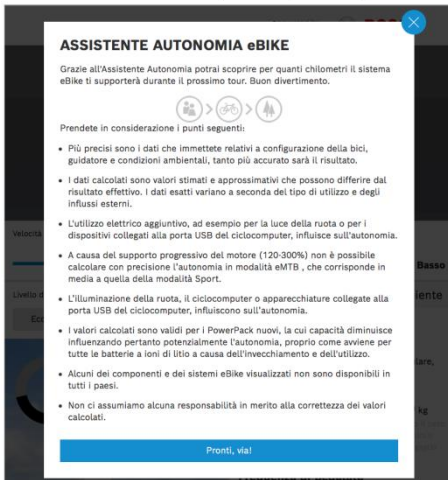 ASSISTENTE AUTONOMIA eBIKE
Grazie all'Assistente Autonomia potrai scoprire per quanti chilometri il sistema
eBike ti supporterà durante il prossimo tour. Buon divertimento.
Prendete in considerazione i punti seguenti:
• Più precisi sono i dati che immettete relativi a configurazione della bici,
guidatore e condizioni ambientali, tanto più accurato sarà il risultato.
• I dati calcolati sono valori stimati e approssimativi che possono differire dal
risultato effettivo. I dati esatti variano a seconda del tipo di utilizzo e degli
influssi esterni.
• L'utilizzo elettrico aggiuntivo, ad esempio per la luce della ruota o per i
dispositivi collegati alla porta USB del ciclocomputer, influisce sull'autonomia.
• A causa del supporto progressivo del motore (120-300%) non è possibile
calcolare con precisione l'autonomia in modalità eMTB , che corrisponde in
media a quella della modalità Sport.
• L'illuminazione della ruota, il ciclocomputer o apparecchiature collegate alla
porta USB del ciclocomputer, influiscono sull'autonomia.
• I valori calcolati sono validi per i PowerPack nuovi, la cui capacità diminuisce
influenzando pertanto potenzialmente l'autonomia, proprio come avviene per
tutte le batterie a ioni di litio a causa dell'invecchiamento e dell'utilizzo.
• Alcuni dei componenti e dei sistemi eBike visualizzati non sono disponibili in
tutti i paesi.
• Non ci assumiamo alcuna responsabilità in merito alla correttezza dei valori
calcolati.
Pronti, via!
Velocità
Basso
Livello d
iente
Eco
lare,
kg